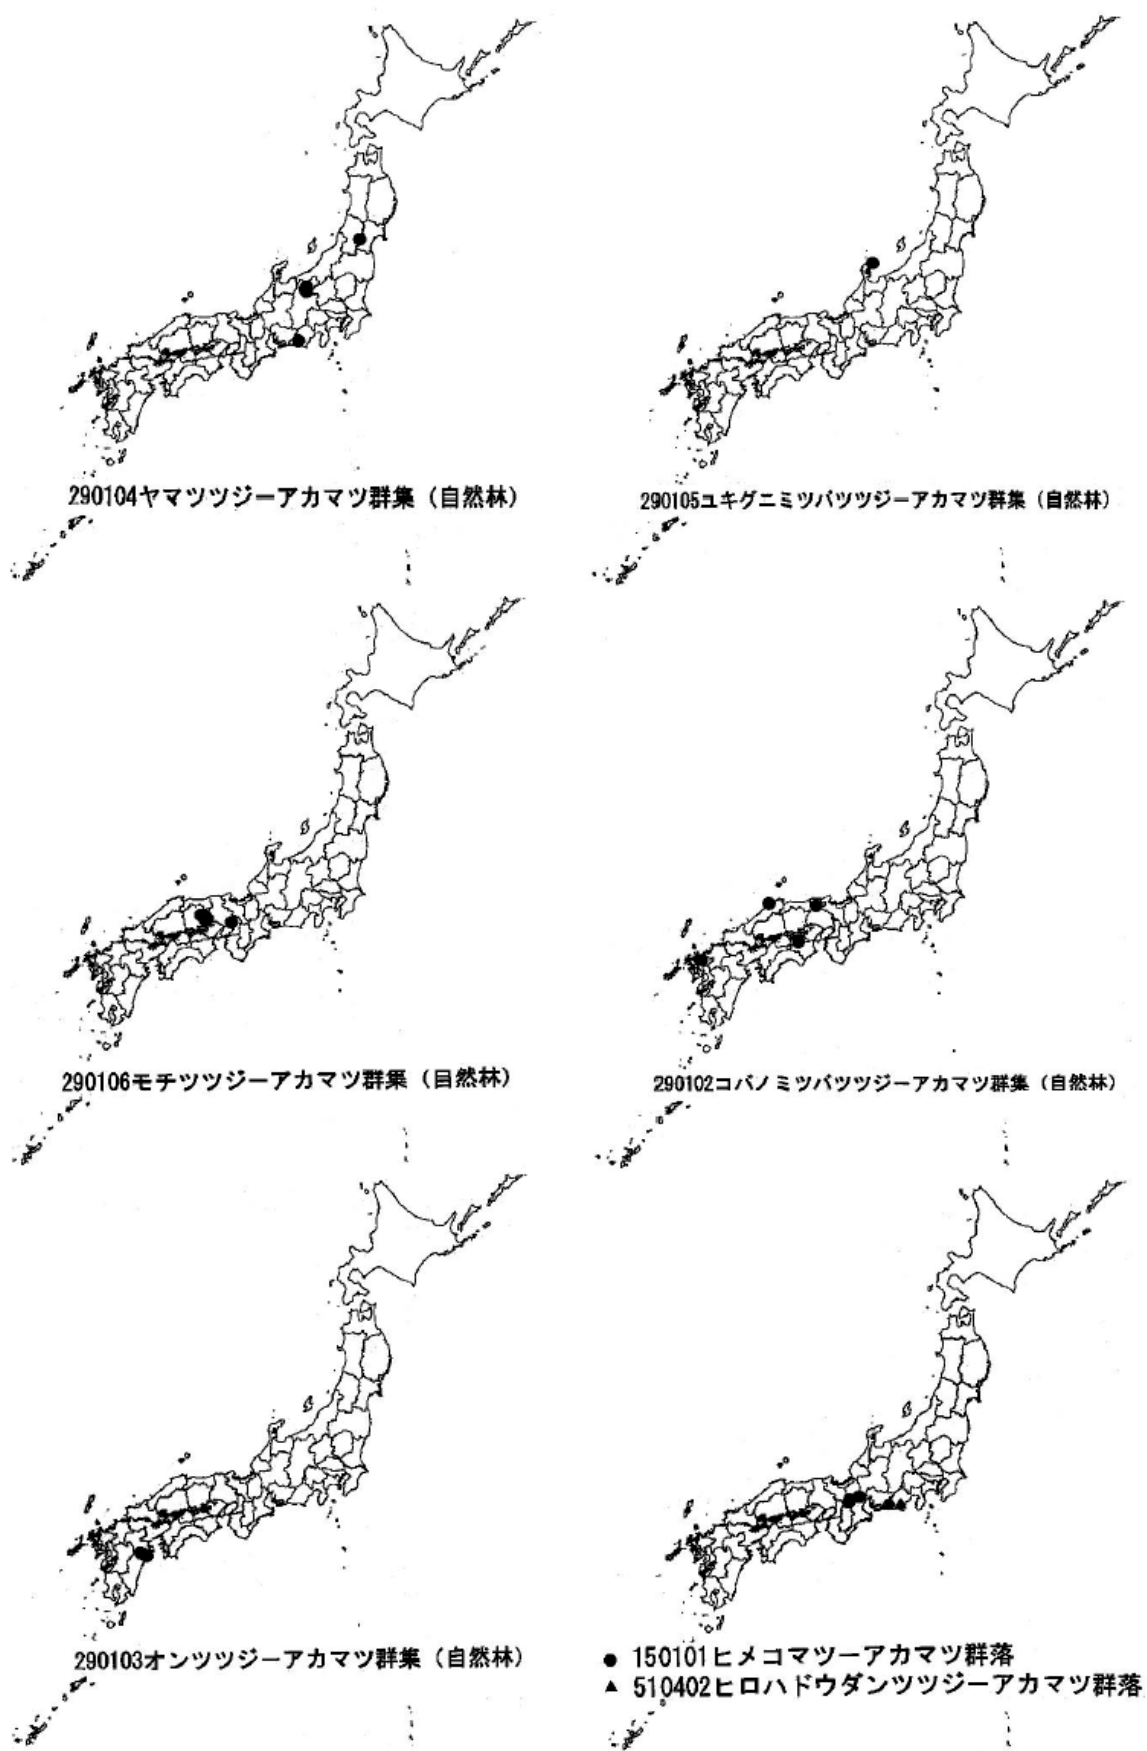 290104ヤマツツジーアカマツ群集（自然林）
290105ユキグニミツバツツジーアカマツ群集（自然林）
290106モチツツジーアカマツ群集（自然林）
290102コバノミツバツツジーアカマツ群集（自然林）
290103オンツツジーアカマツ群集（自然林）
● 150101ヒメコマツーアカマツ群落
▲ 510402ヒロハドウダンツツジーアカマツ群落